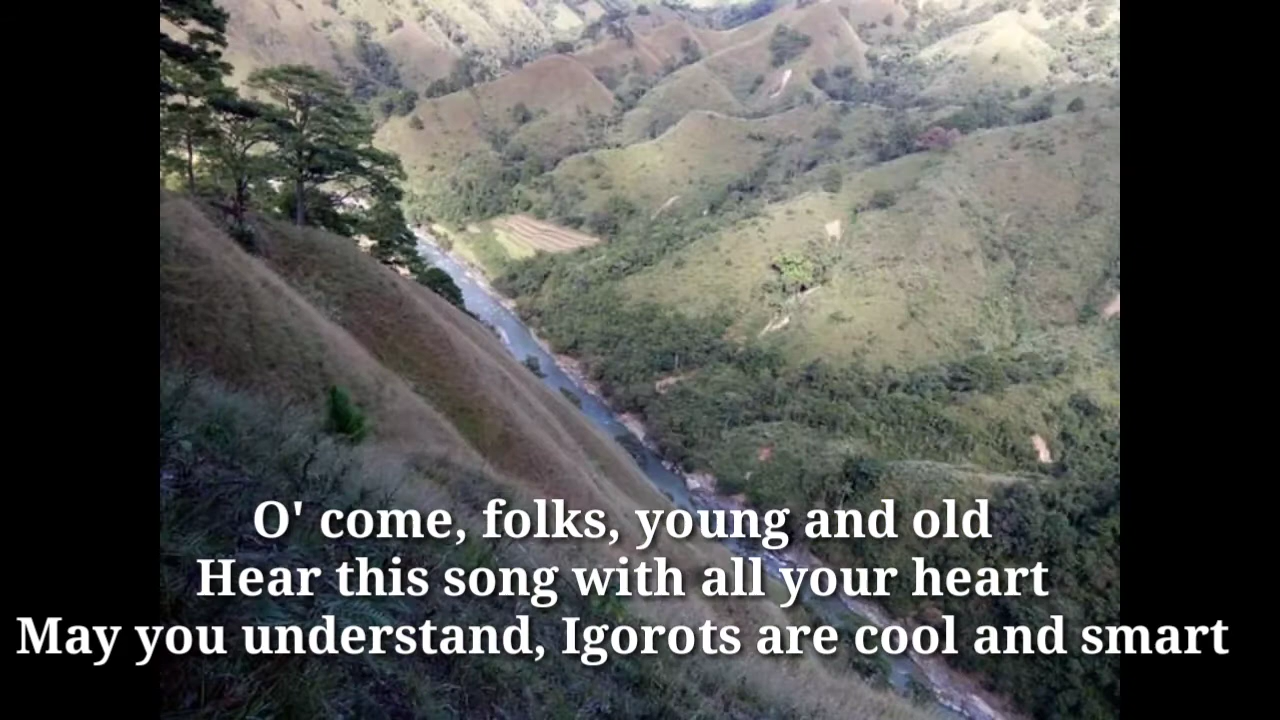 O' come, folks, young and old
Hear this song with all your heart
May you understand, Igorots are cool and smart